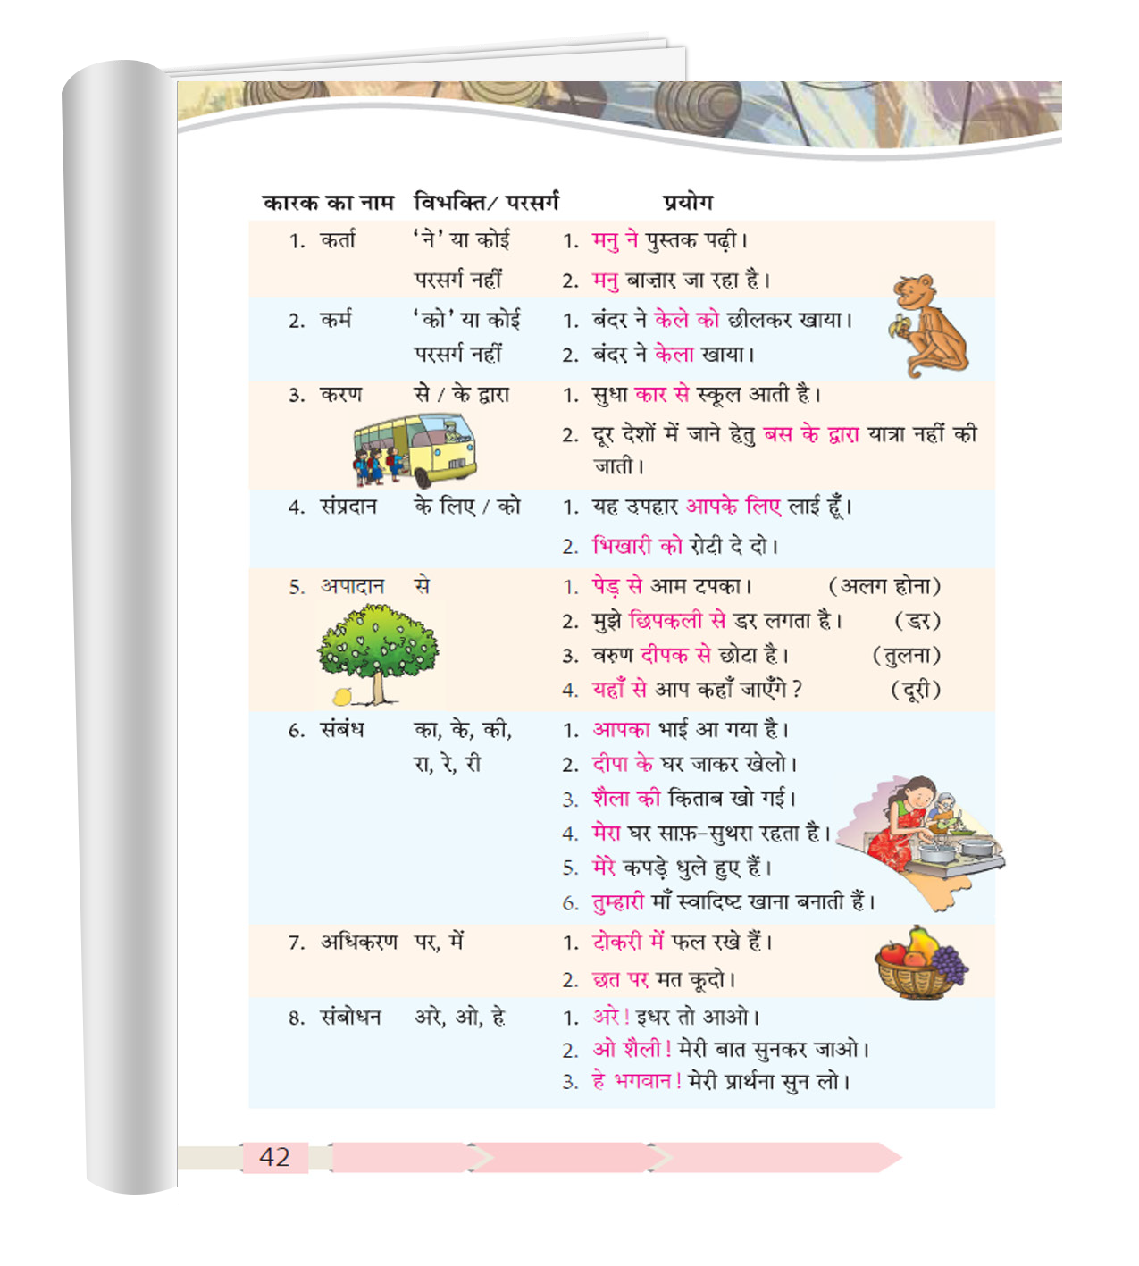 कारक का नाम विभक्ति/ परसर्ग प्रयोग
1. कर्ता 'ने' या कोई 1. मनु ने पुस्तक पढ़ी।
परसर्ग नहीं 2. मनु बाज़ार जा रहा है।
2. कर्म 'को' या कोई 1. बंदर ने केले को छीलकर खाया।
परसर्ग नहीं 2. बंदर ने केला खाया।
3. करण से / के द्वारा 1. सुधा कार से स्कूल आती है।
2. दूर देशों में जाने हेतु बस के द्वारा यात्रा नहीं की
जाती।
4. संप्रदान के लिए / को 1. यह उपहार आपके लिए लाई हूँ।
2. भिखारी को रोटी दे दो।
5. अपादान से 1. पेड़ से आम टपका। (अलग होना)
2. मुझे छिपकली से डर लगता है। (डर)
3. वरुण दीपक से छोटा है। (तुलना)
4. यहाँ से आप कहाँ जाएँगे? (दूरी)
6. संबंध का, के, की, 1. आपका भाई आ गया है।
रा, रे, री 2. दीपा के घर जाकर खेलो।
3. शैला की किताब खो गई।
4. मेरा घर साफ़-सुथरा रहता है।
5. मेरे कपड़े धुले हुए हैं।
6. तुम्हारी माँ स्वादिष्ट खाना बनाती हैं।
7. अधिकरण पर, में 1. टोकरी में फल रखे हैं।
2. छत पर मत कूदो।
8. संबोधन अरे, ओ, हे 1. अरे! इधर तो आओ।
2. ओ शैली! मेरी बात सुनकर जाओ।
3. हे भगवान! मेरी प्रार्थना सुन लो।
42